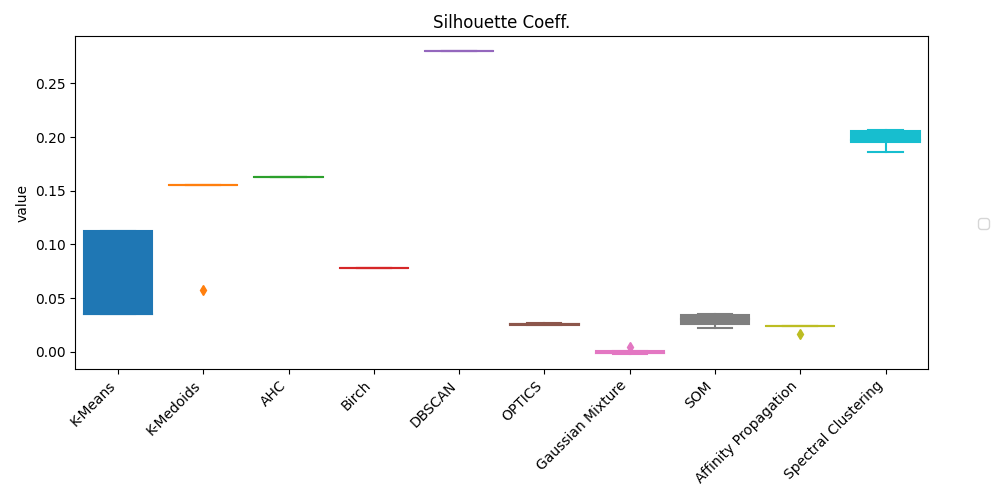 Silhouette Coeff.
value
0.25
0.20
0.15
0.10
0.05
0.00
K-Means
K-Medoids
AHC
Birch
DBSCAN
OPTICS
Gaussian Mixture
SOM
Affinity Propagation
Spectral Clustering